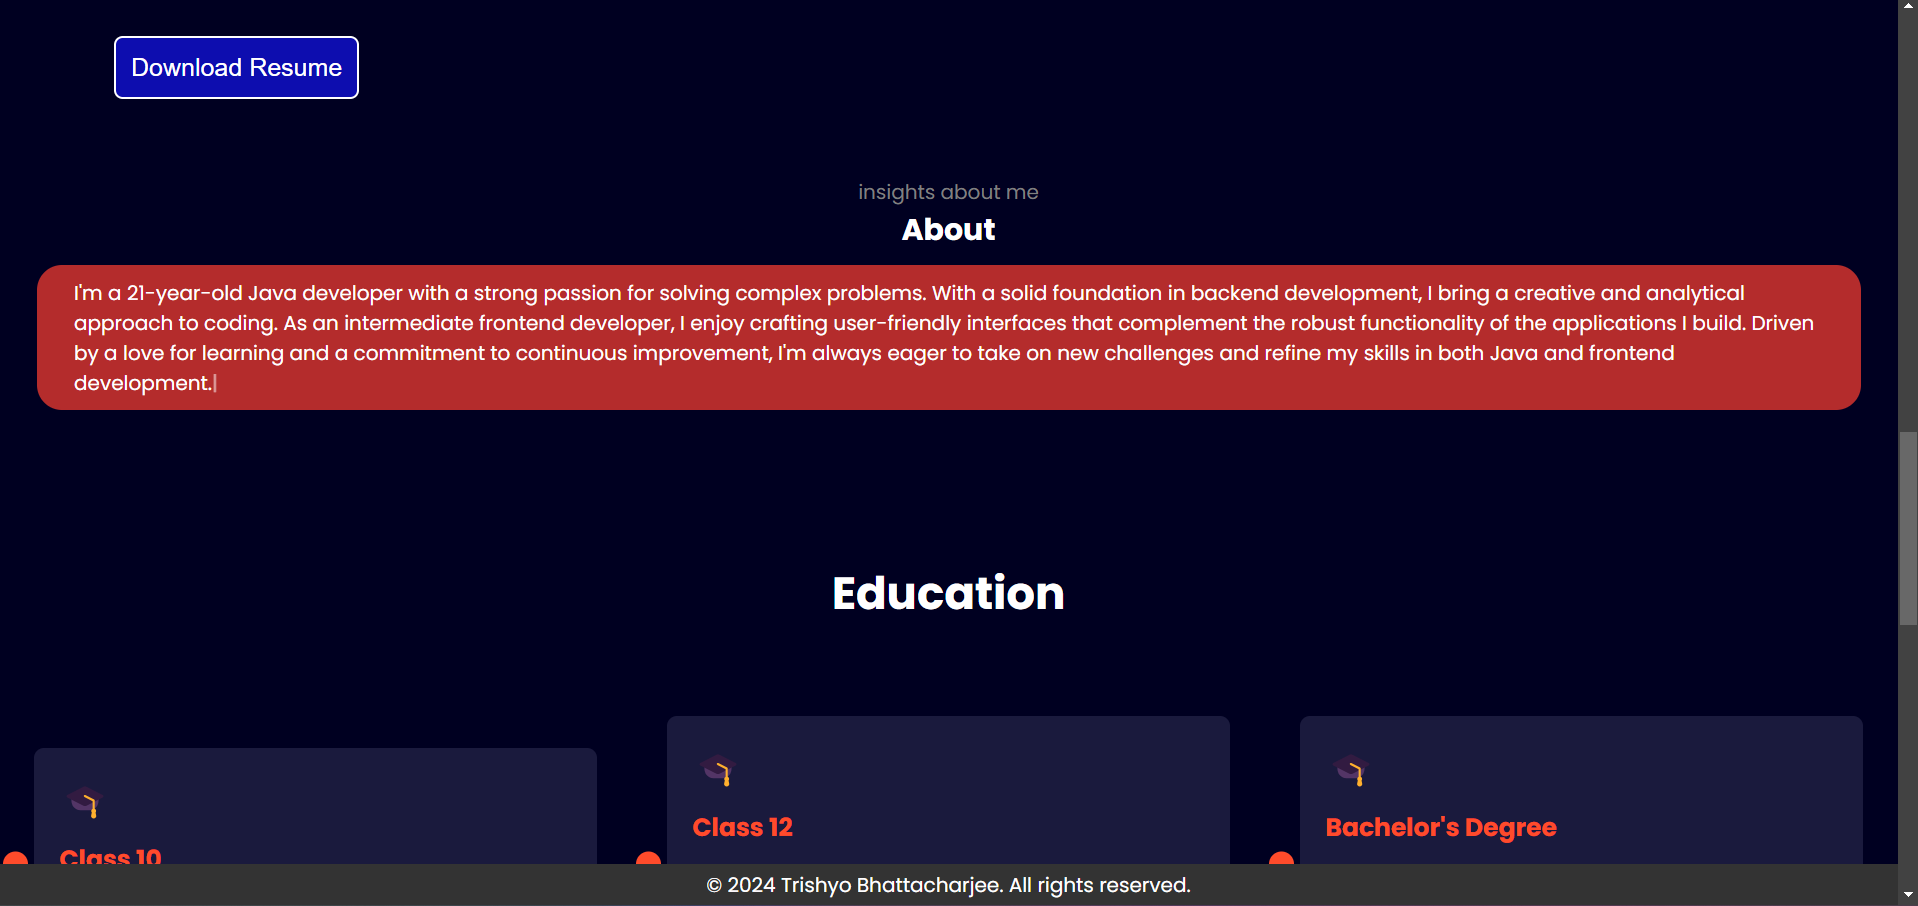 Download Resume
insights about me
About
I'm a 21-year-old Java developer with a strong passion for solving complex problems. With a solid foundation in backend development, I bring a creative and analytical
approach to coding. As an intermediate frontend developer, I enjoy crafting user-friendly interfaces that complement the robust functionality of the applications I build. Driven
by a love for learning and a commitment to continuous improvement, I'm always eager to take on new challenges and refine my skills in both Java and frontend
development.
Education
Class 10
Class 12
Bachelor's Degree
© 2024 Trishyo Bhattacharjee. All rights reserved.